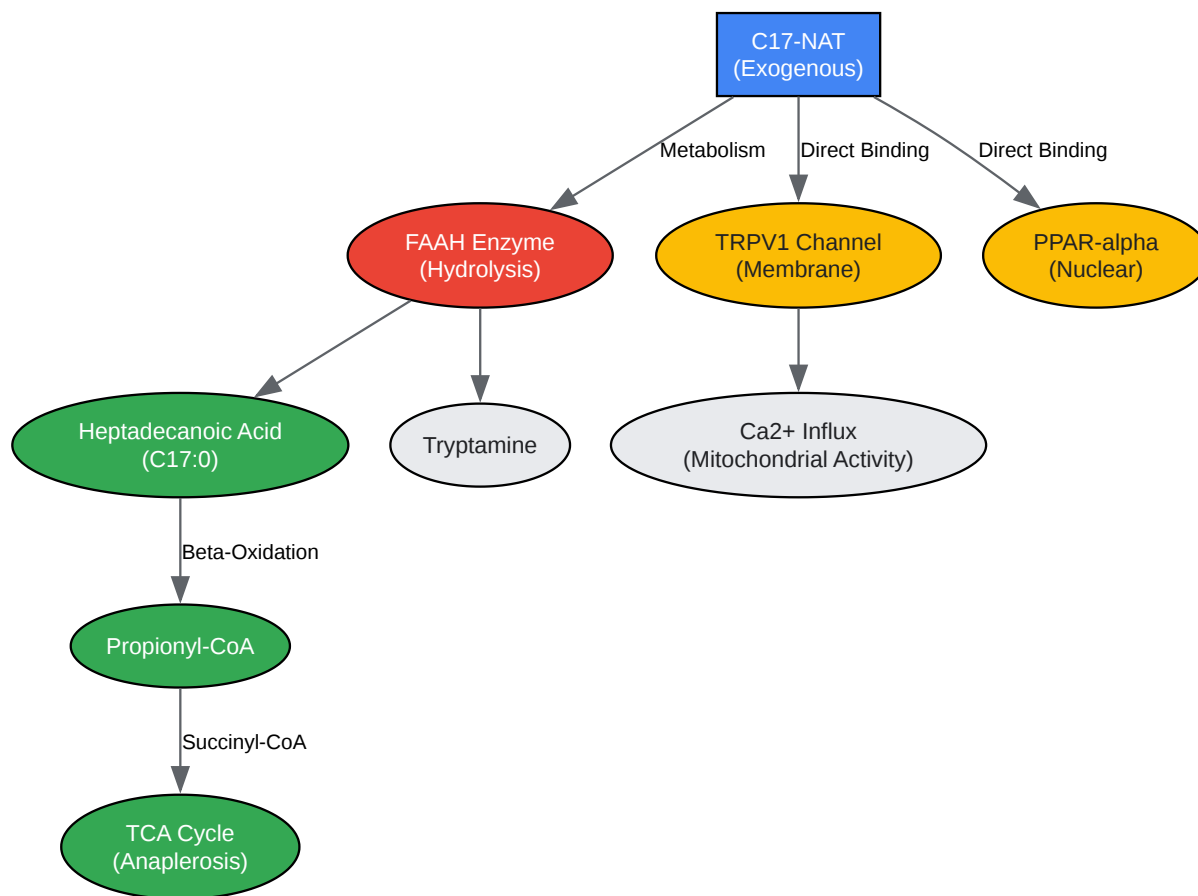 C17-NAT
(Exogenous)
Metabolism
Direct Binding
Direct Binding
FAAH Enzyme
(Hydrolysis)
TRPV1 Channel
(Membrane)
PPAR-alpha
(Nuclear)
Heptadecanoic Acid
(C17:0)
Tryptamine
Ca2+ Influx
(Mitochondrial Activity)
Beta-Oxidation
Propionyl-CoA
Succinyl-CoA
TCA Cycle
(Anaplerosis)